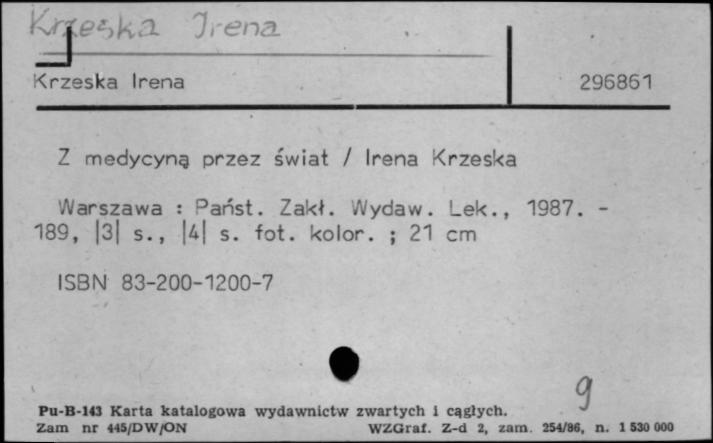 Krzeska Irena
Krzeska Irena 296861
Z medycyną przez świat / Irena Krzeska
Warszawa : Państ. Zakł. Wydaw. Lek., 1987. -
189, |3| s., |4| s. fot. kolor. ; 21 cm
ISBN 83-200-1200-7
g
Pu-B-143 Karta katalogowa wydawnictw zwartych i cągłych.
Zam nr 445/DW/ON WZGraf. Z-d 2, zam. 254/86, n. 1 530 000